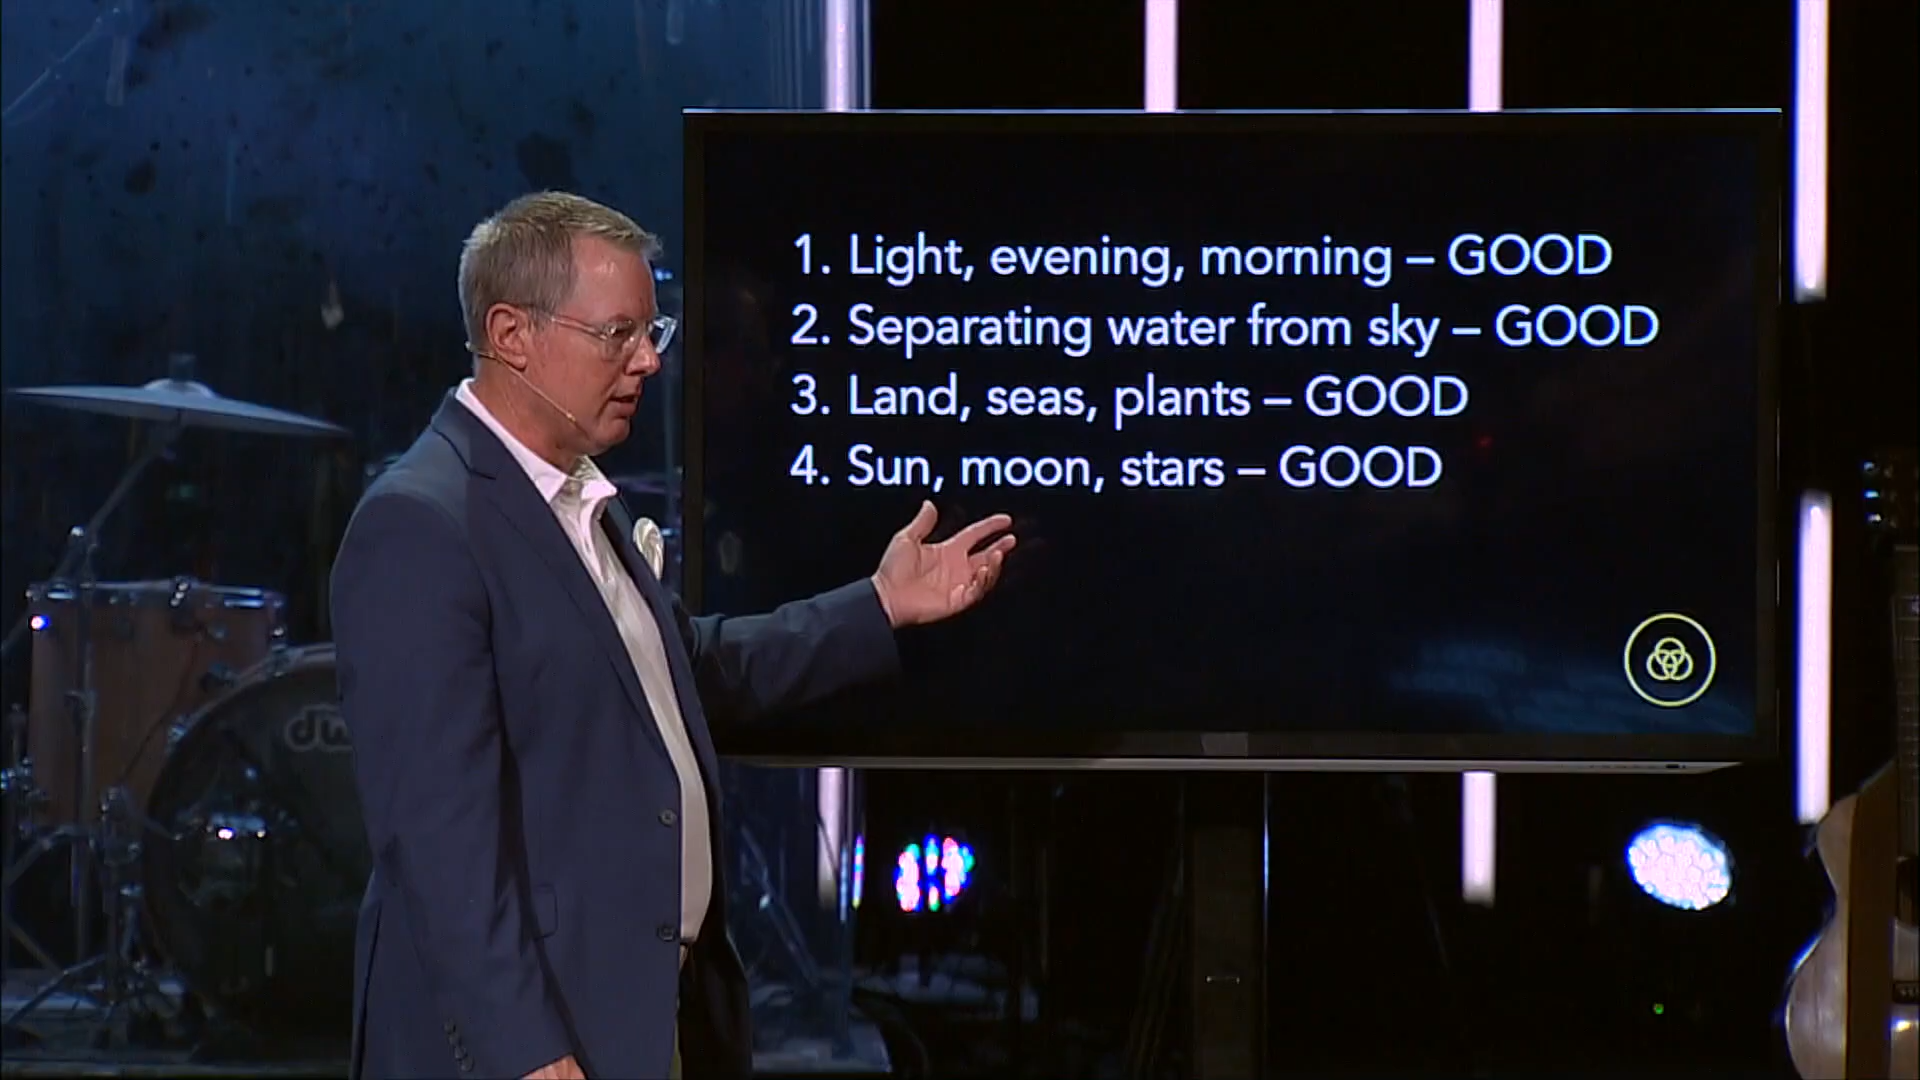 1. Light, evening, morning – GOOD
2. Separating water from sky – GOOD
3. Land, seas, plants – GOOD
4. Sun, moon, stars – GOOD
dw